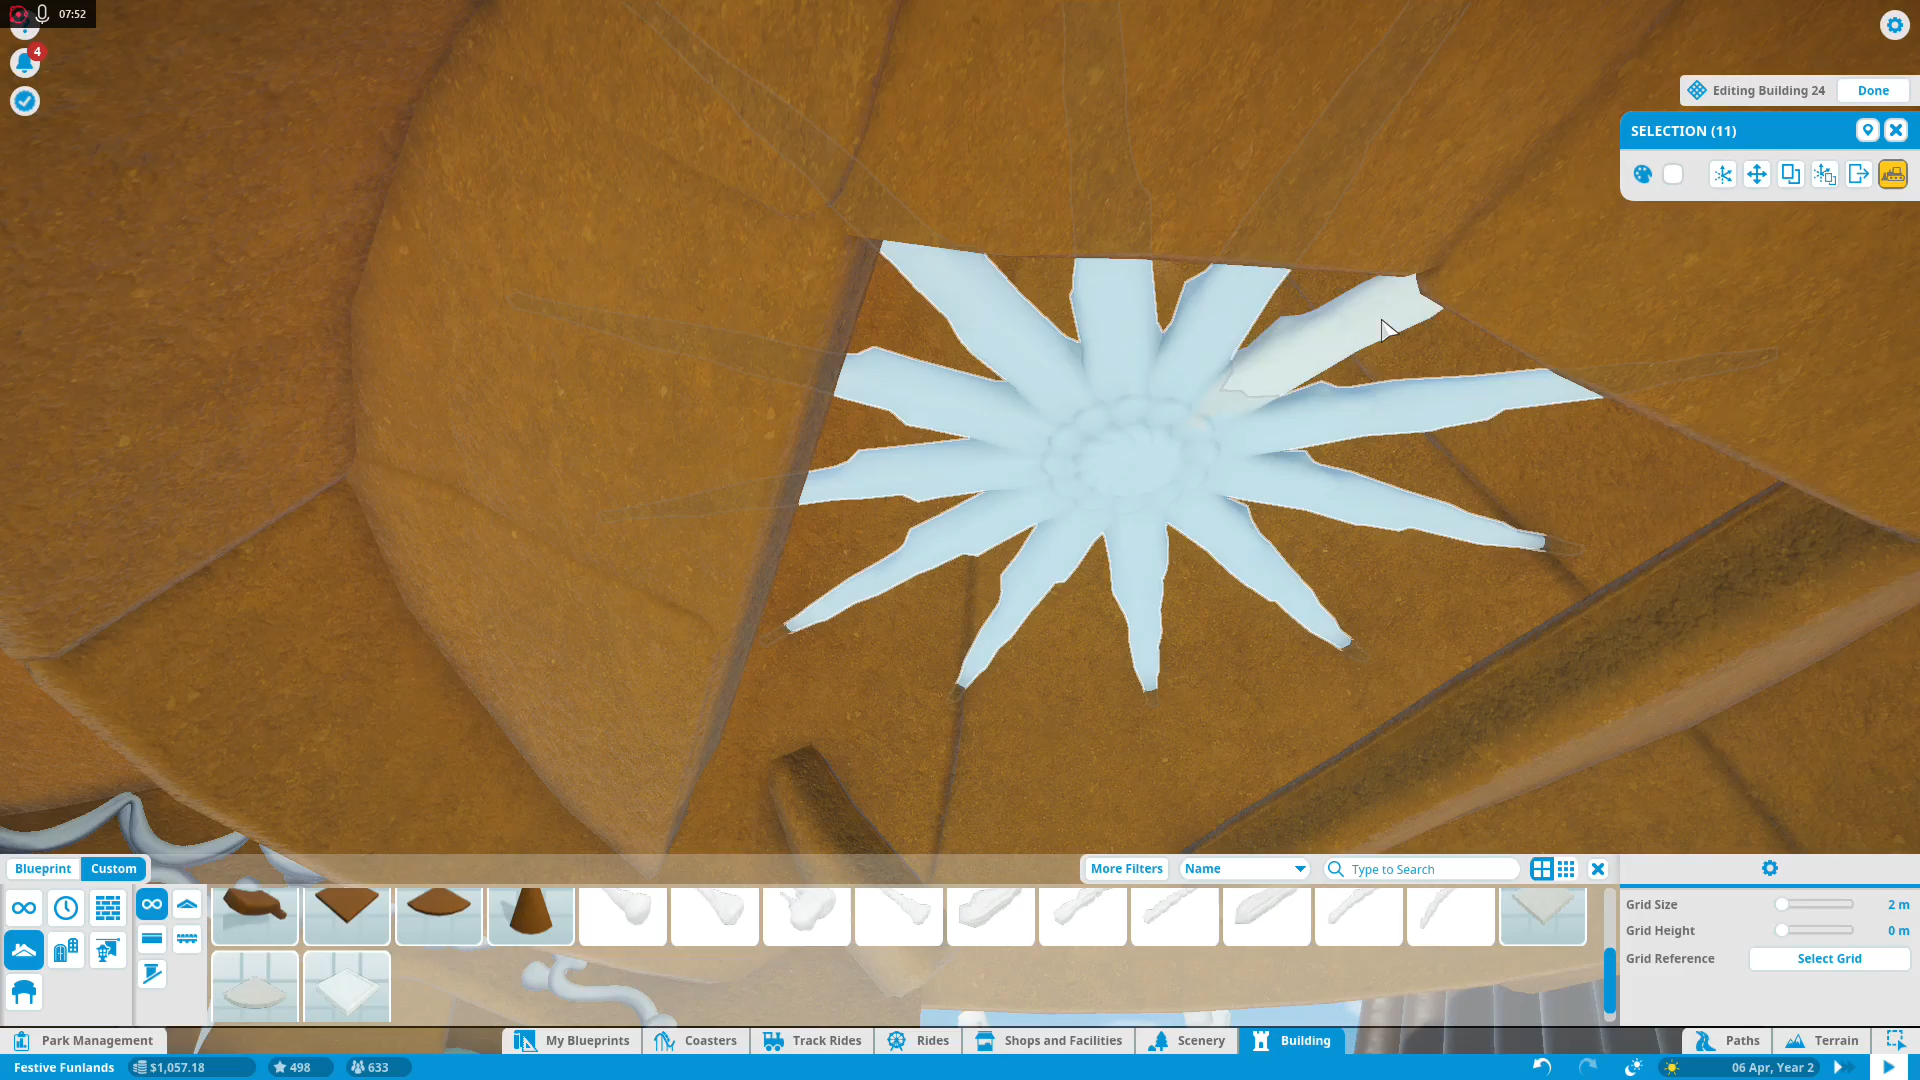 07:52
4
Editing Building 24
Done
SELECTION (11)
Blueprint
Custom
More Filters
Name
Type to Search
Grid Size
2 m
Grid Height
0 m
Grid Reference
Select Grid
Park Management
My Blueprints
Coasters
Track Rides
Rides
Shops and Facilities
Scenery
Building
Paths
Terrain
Festive Funlands
$1,057.18
498
633
06 Apr, Year 2